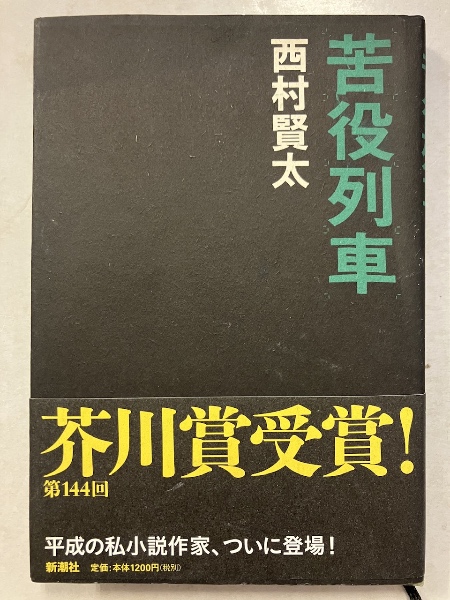 苦役列車
西村賢太
芥川賞受賞!
第144回
平成の私小説作家、ついに登場!
新潮社 定価:本体1200円(税別)